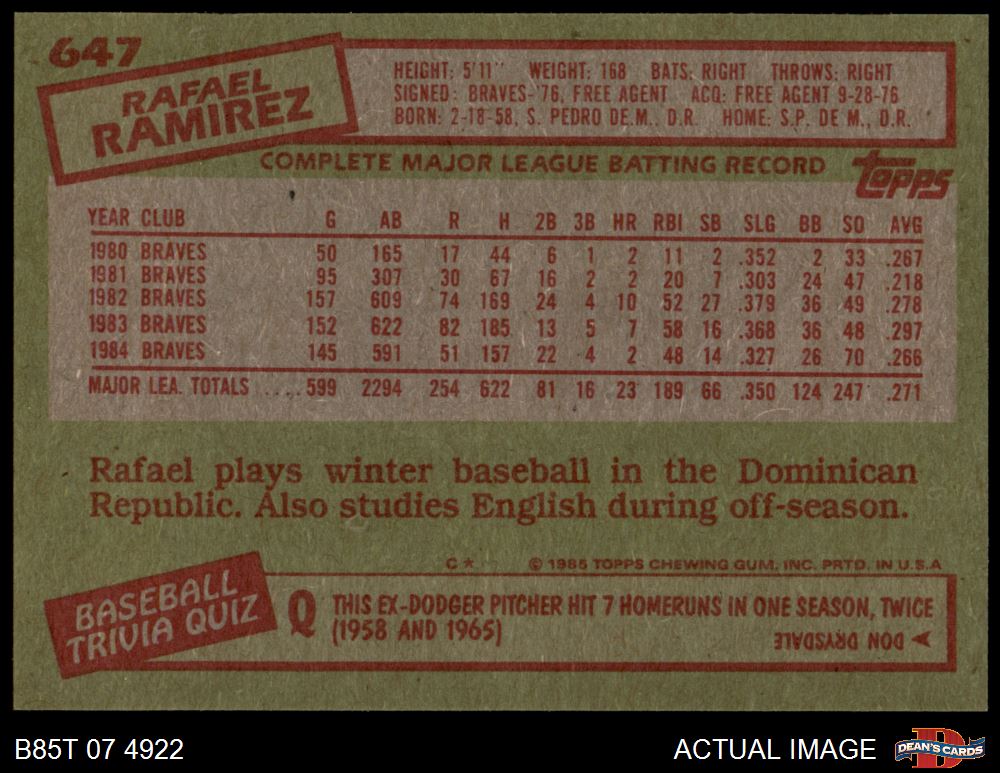 647
RAFAEL
RAMIREZ
HEIGHT: 5'11" WEIGHT: 168 BATS: RIGHT THROWS: RIGHT
SIGNED: BRAVES-'76, FREE AGENT ACQ: FREE AGENT 9-28-76
BORN: 2-18-58, S. PEDRO DE.M., D.R. HOME: S.P. DE M., D.R.
COMPLETE MAJOR LEAGUE BATTING RECORD
Topps
YEAR CLUB G AB R H 2B 3B HR RBI SB SLG BB SO AVG
1980 BRAVES 50 165 17 44 6 1 2 11 2 .352 2 33 .267
1981 BRAVES 95 307 30 67 16 2 2 20 7 .303 24 47 .218
1982 BRAVES 157 609 74 169 24 4 10 52 27 .379 36 49 .278
1983 BRAVES 152 622 82 185 13 5 7 58 16 .368 36 48 .297
1984 BRAVES 145 591 51 157 22 4 2 48 14 .327 26 70 .266
MAJOR LEA. TOTALS ..... 599 2294 254 622 81 16 23 189 66 .350 124 247 .271
Rafael plays winter baseball in the Dominican
Republic. Also studies English during off-season.
C* © 1985 TOPPS CHEWING GUM, INC. PRTD. IN U.S.A
BASEBALL
TRIVIA QUIZ
Q THIS EX-DODGER PITCHER HIT 7 HOMERUNS IN ONE SEASON, TWICE
(1958 AND 1965)
DON DRYSDALE
B85T 07 4922
ACTUAL IMAGE
D
DEAN'S CARDS